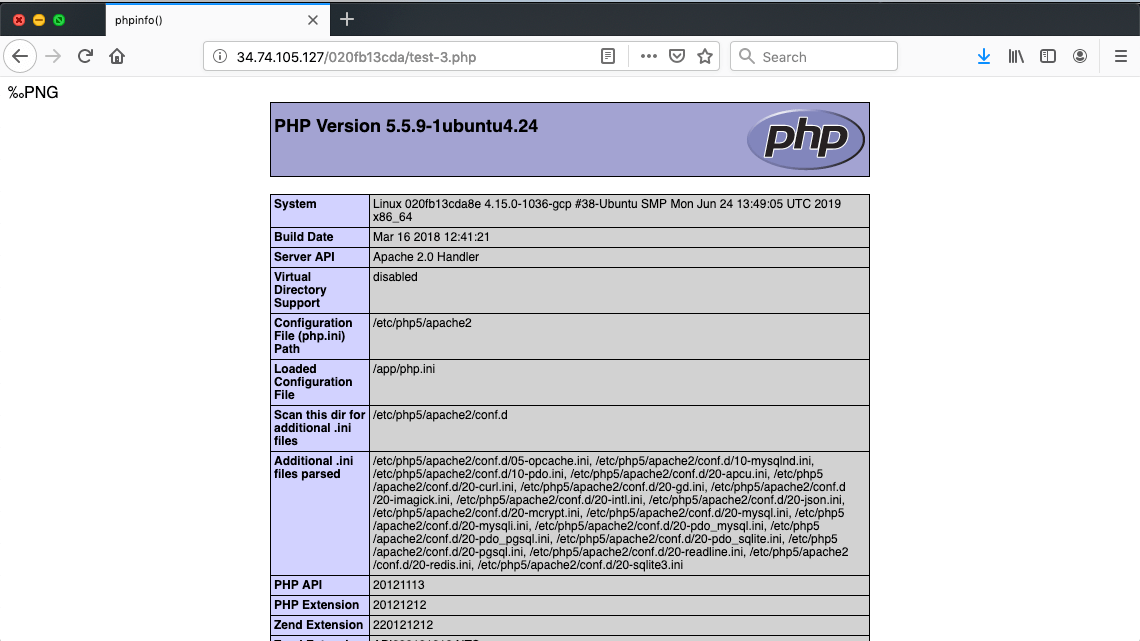 phpinfo()
34.74.105.127/020fb13cda/test-3.php
Search
‰PNG
PHP Version 5.5.9-1ubuntu4.24
php
System Linux 020fb13cda8e 4.15.0-1036-gcp #38-Ubuntu SMP Mon Jun 24 13:49:05 UTC 2019
x86_64
Build Date Mar 16 2018 12:41:21
Server API Apache 2.0 Handler
Virtual disabled
Directory
Support
Configuration /etc/php5/apache2
File (php.ini)
Path
Loaded /app/php.ini
Configuration
File
Scan this dir for /etc/php5/apache2/conf.d
additional .ini
files
Additional .ini /etc/php5/apache2/conf.d/05-opcache.ini, /etc/php5/apache2/conf.d/10-mysqlnd.ini,
files parsed /etc/php5/apache2/conf.d/10-pdo.ini, /etc/php5/apache2/conf.d/20-apcu.ini, /etc/php5
/apache2/conf.d/20-curl.ini, /etc/php5/apache2/conf.d/20-gd.ini, /etc/php5/apache2/conf.d
/20-imagick.ini, /etc/php5/apache2/conf.d/20-intl.ini, /etc/php5/apache2/conf.d/20-json.ini,
/etc/php5/apache2/conf.d/20-mcrypt.ini, /etc/php5/apache2/conf.d/20-mysql.ini, /etc/php5
/apache2/conf.d/20-mysqli.ini, /etc/php5/apache2/conf.d/20-pdo_mysql.ini, /etc/php5
/apache2/conf.d/20-pdo_pgsql.ini, /etc/php5/apache2/conf.d/20-pdo_sqlite.ini, /etc/php5
/apache2/conf.d/20-pgsql.ini, /etc/php5/apache2/conf.d/20-readline.ini, /etc/php5/apache2
/conf.d/20-redis.ini, /etc/php5/apache2/conf.d/20-sqlite3.ini
PHP API 20121113
PHP Extension 20121212
Zend Extension 220121212